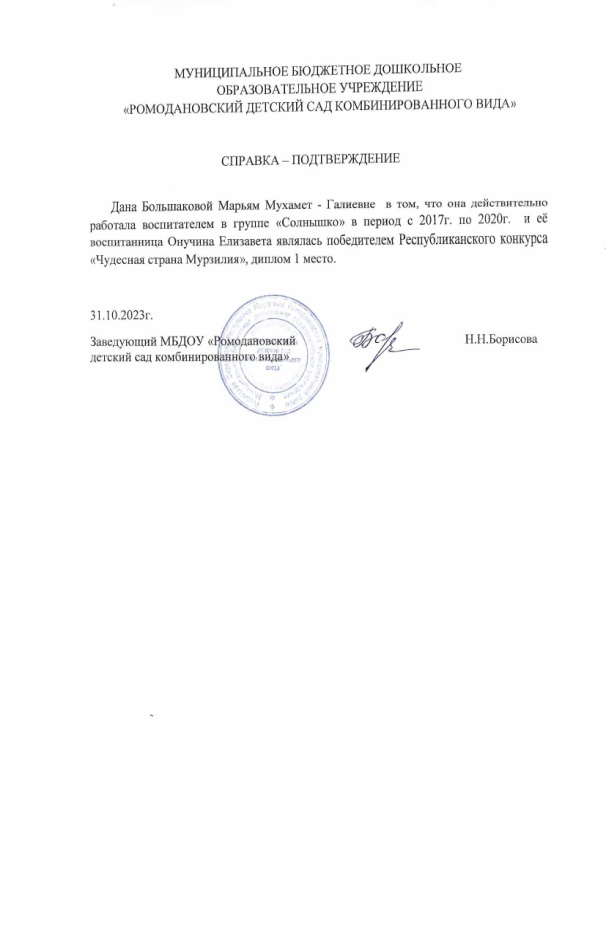 МУНИЦИПАЛЬНОЕ БЮДЖЕТНОЕ ДОШКОЛЬНОЕ
ОБРАЗОВАТЕЛЬНОЕ УЧРЕЖДЕНИЕ
«РОМОДАНОВСКИЙ ДЕТСКИЙ САД КОМБИНИРОВАННОГО ВИДА»
СПРАВКА – ПОДТВЕРЖДЕНИЕ
Дана Большаковой Марьям Мухамет - Галиевне в том, что она действительно
работала воспитателем в группе «Солнышко» в период с 2017г. по 2020г. и её
воспитанница Онучина Елизавета являлась победителем Республиканского конкурса
«Чудесная страна Мурзилия», диплом 1 место.
31.10.2023г.
Заведующий МБДОУ «Ромодановский
детский сад комбинированного вида»
Н.Н.Борисова